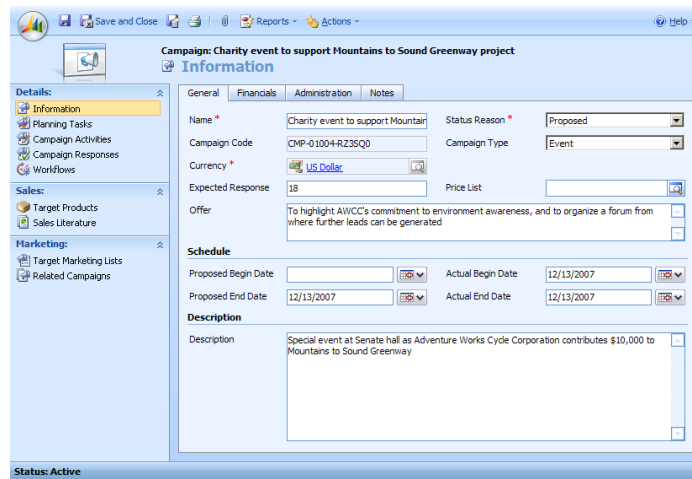 Save and Close Reports Actions Help
Campaign: Charity event to support Mountains to Sound Greenway project
Information
Details:
Information
Planning Tasks
Campaign Activities
Campaign Responses
Workflows
Sales:
Target Products
Sales Literature
Marketing:
Target Marketing Lists
Related Campaigns
General Financials Administration Notes
Name * Charity event to support Mountain Status Reason * Proposed
Campaign Code CMP-01004-RZ3SQ0 Campaign Type Event
Currency * US Dollar
Expected Response 18 Price List
Offer To highlight AWCC's commitment to environment awareness, and to organize a forum from
where further leads can be generated
Schedule
Proposed Begin Date Actual Begin Date 12/13/2007
Proposed End Date 12/13/2007 Actual End Date 12/13/2007
Description
Description Special event at Senate hall as Adventure Works Cycle Corporation contributes $10,000 to
Mountains to Sound Greenway
Status: Active